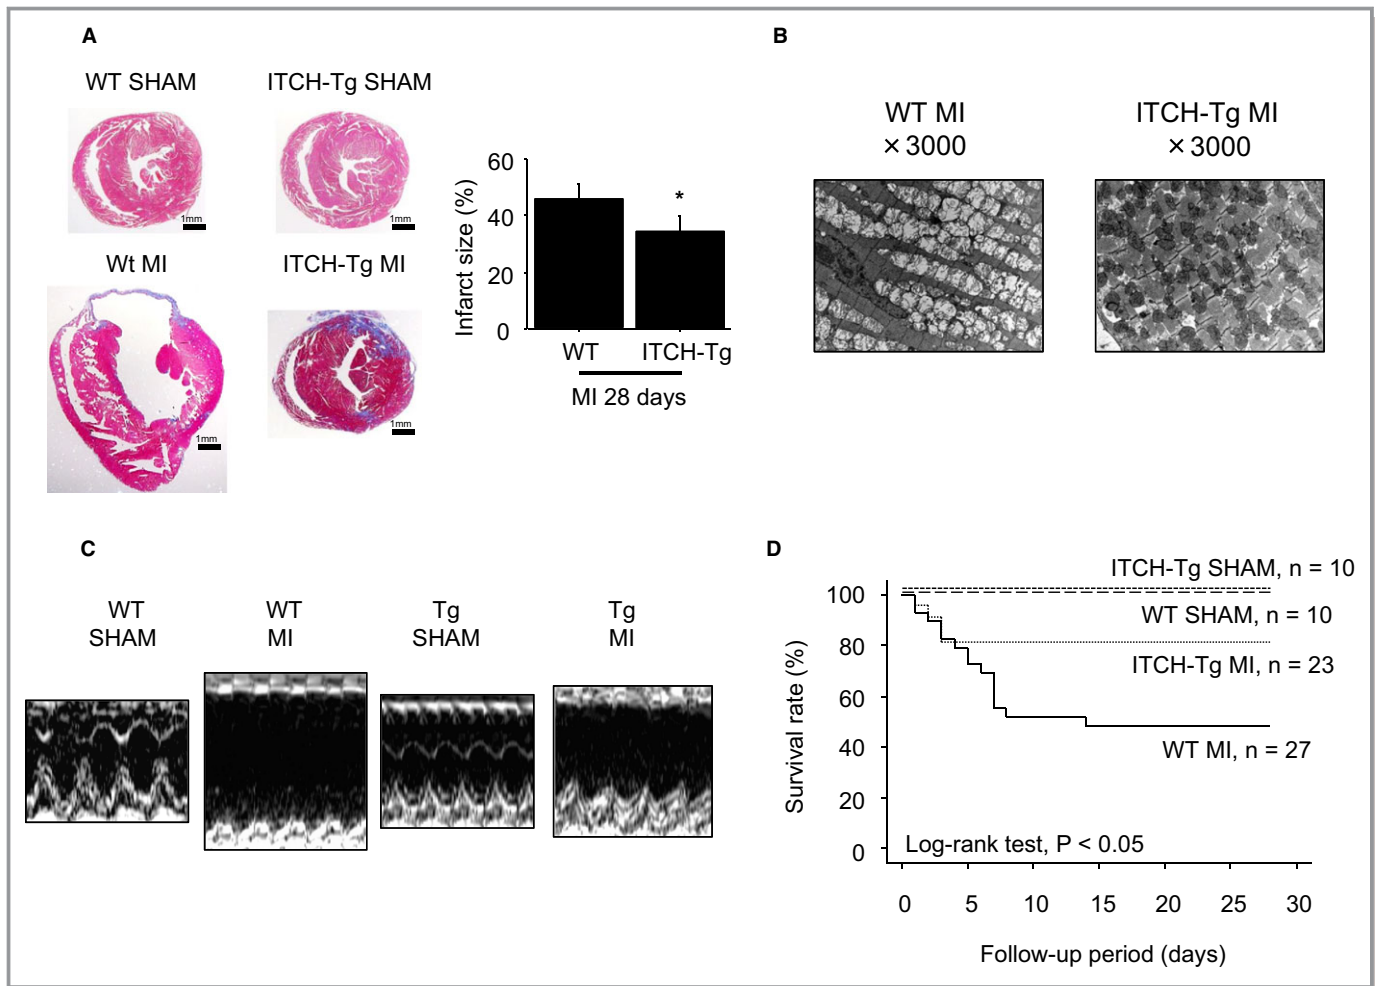 A
WT SHAM
ITCH-Tg SHAM
1mm
1mm
Wt MI
ITCH-Tg MI
1mm
1mm
Infarct size (%)
60
40
20
0
*
WT
ITCH-Tg
MI 28 days
B
WT MI
×3000
ITCH-Tg MI
×3000
C
WT
SHAM
WT
MI
Tg
SHAM
Tg
MI
D
Survival rate (%)
100
80
60
40
20
0
ITCH-Tg SHAM, n = 10
WT SHAM, n = 10
ITCH-Tg MI, n = 23
WT MI, n = 27
Log-rank test, P < 0.05
0 5 10 15 20 25 30
Follow-up period (days)